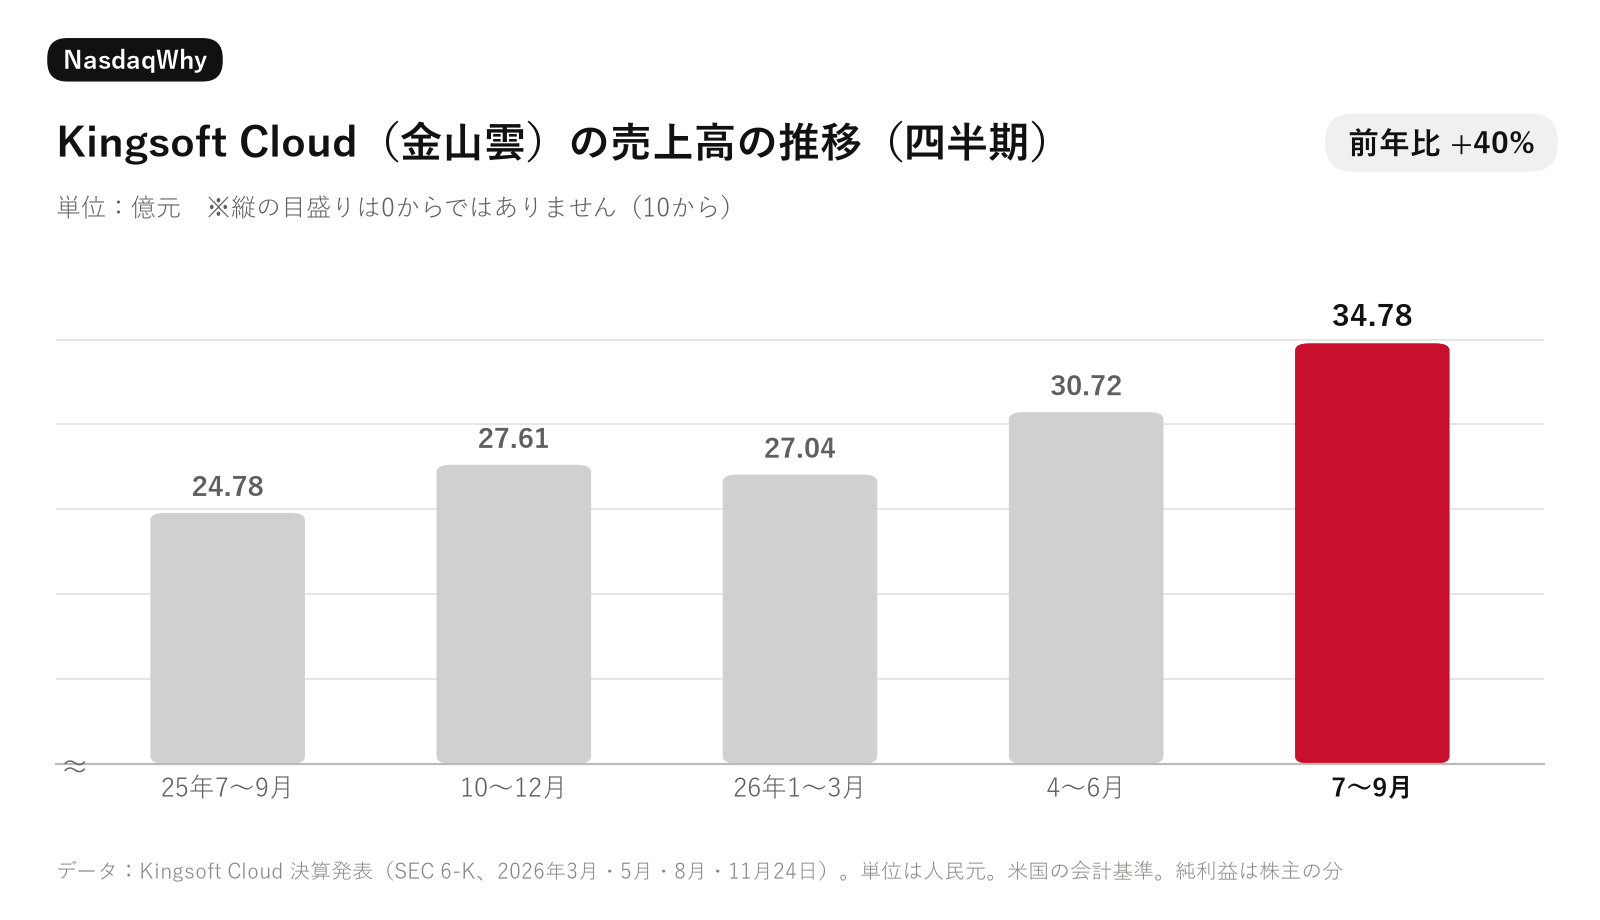 NasdaqWhy
Kingsoft Cloud（金山雲）の売上高の推移（四半期）
前年比 +40%
単位：億元　※縦の目盛りは0からではありません（10から）
34.78
30.72
27.61
27.04
24.78
≈
25年7〜9月
10〜12月
26年1〜3月
4〜6月
7〜9月
データ：Kingsoft Cloud 決算発表（SEC 6-K、2026年3月・5月・8月・11月24日）。単位は人民元。米国の会計基準。純利益は株主の分